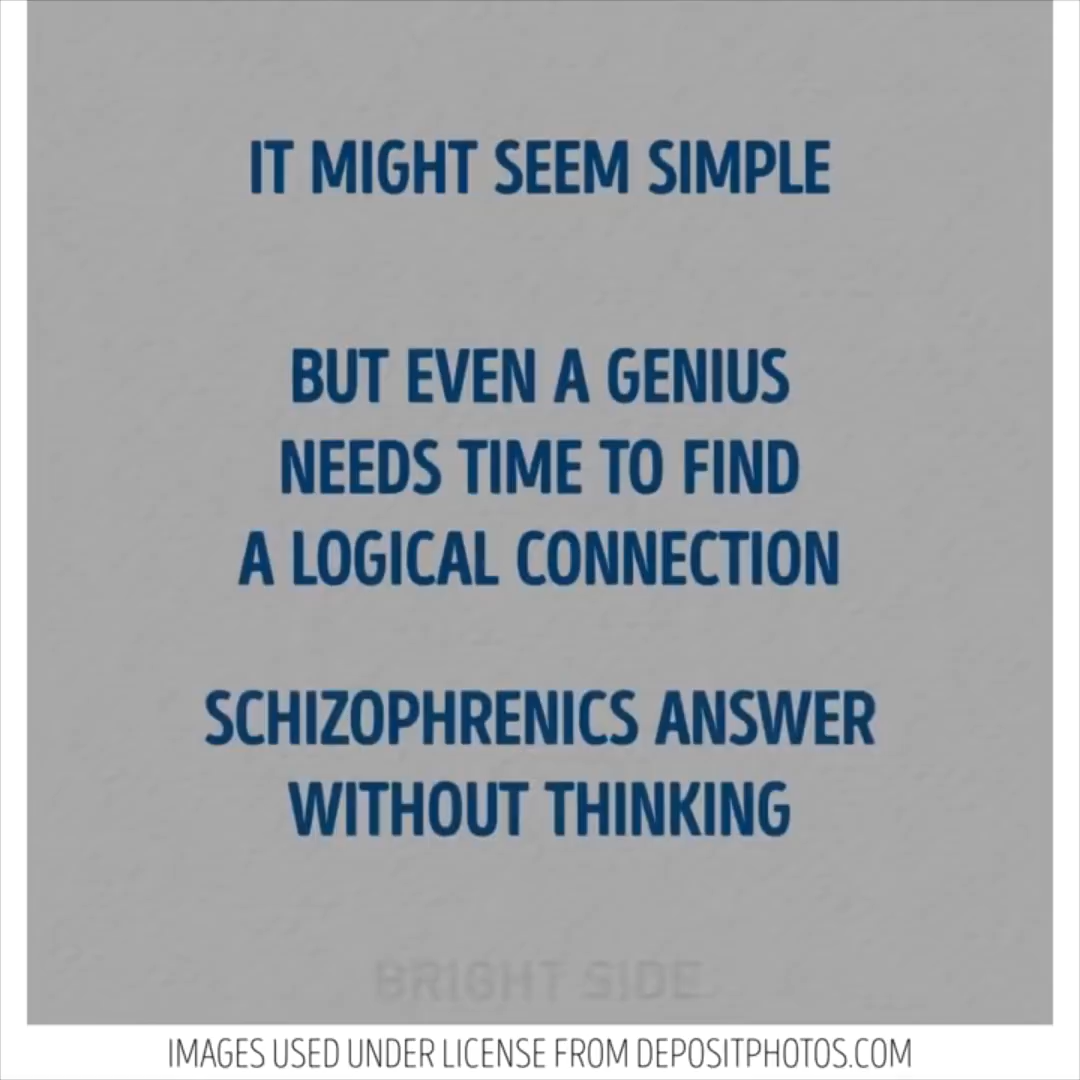 IT MIGHT SEEM SIMPLE
BUT EVEN A GENIUS
NEEDS TIME TO FIND
A LOGICAL CONNECTION
SCHIZOPHRENICS ANSWER
WITHOUT THINKING
BRIGHT SIDE
IMAGES USED UNDER LICENSE FROM DEPOSITPHOTOS.COM